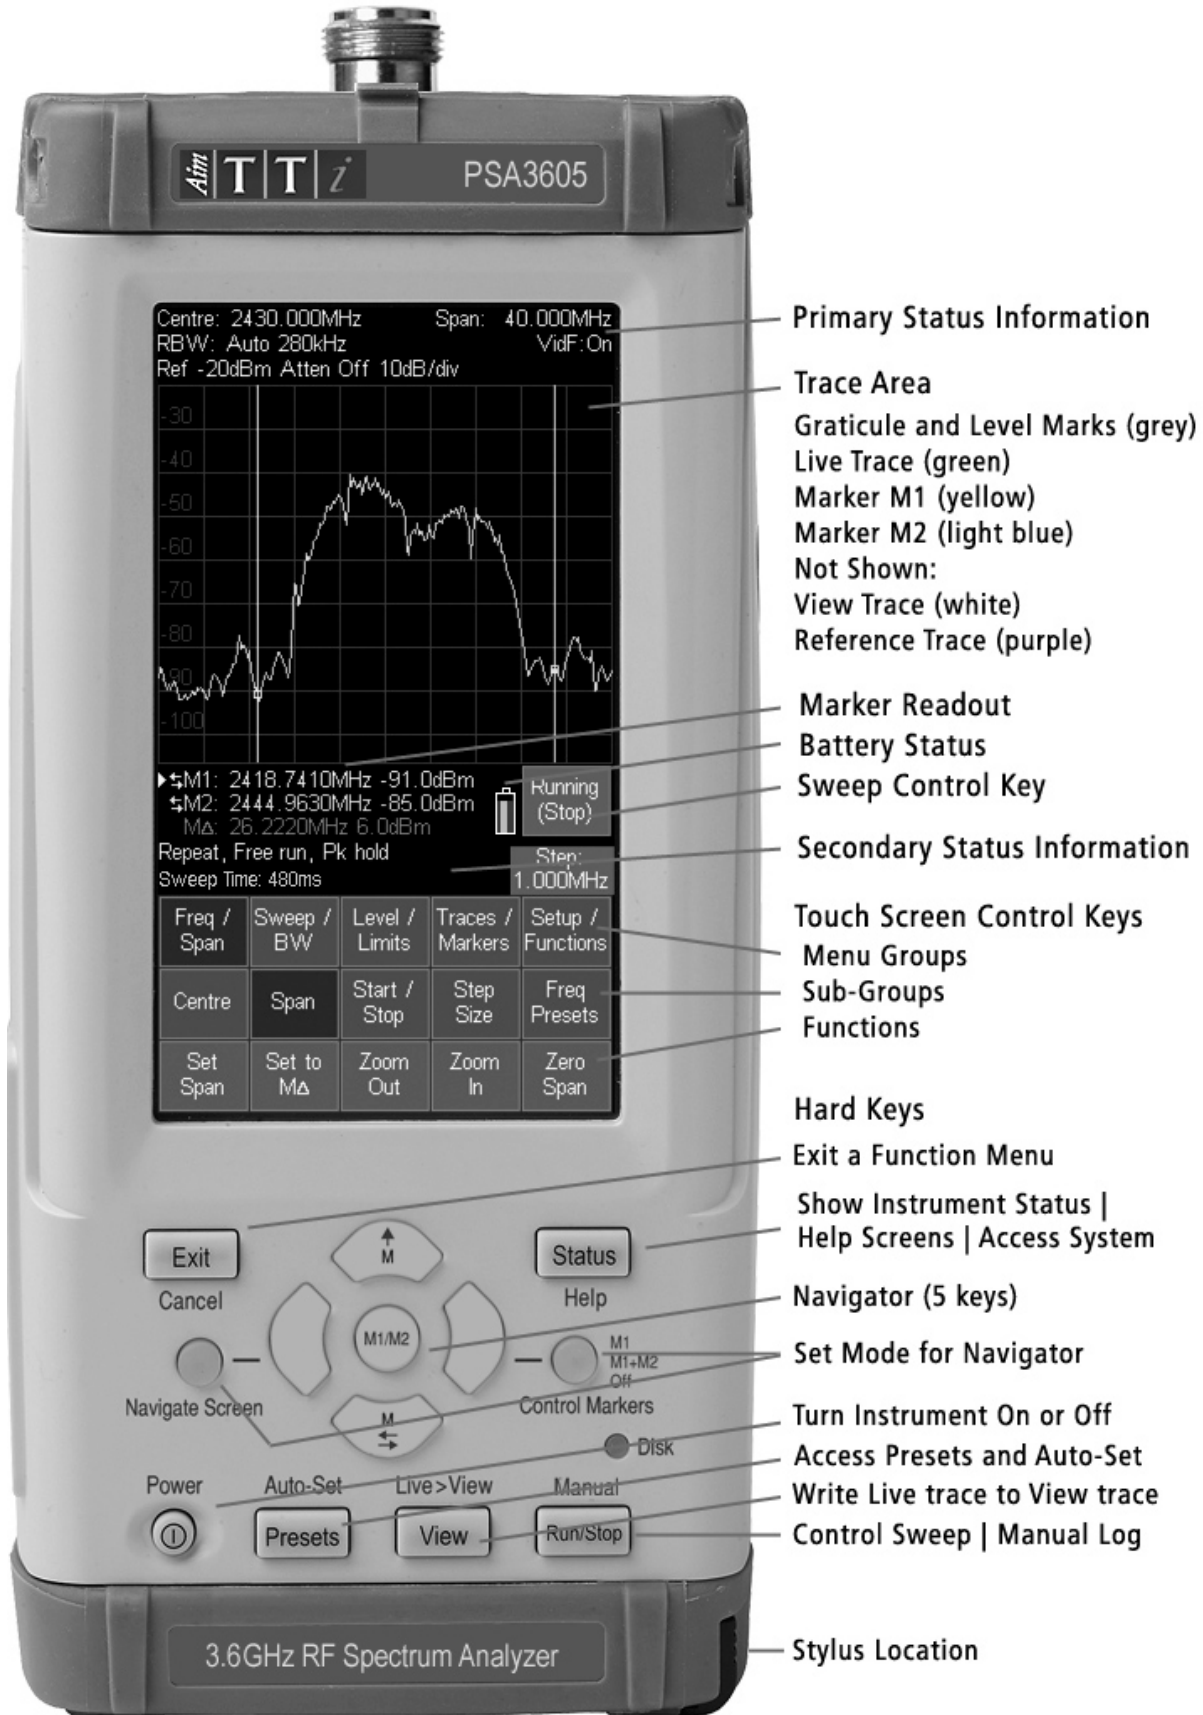 Aim TTi PSA3605
Centre: 2430.000MHz Span: 40.000MHz
RBW: Auto 280kHz VidF:On
Ref -20dBm Atten Off 10dB/div
-30
-40
-50
-60
-70
-80
-90
-100
M1: 2418.7410MHz -91.0dBm
M2: 2444.9630MHz -85.0dBm
M∆: 26.2220MHz 6.0dBm
Running
(Stop)
Repeat, Free run, Pk hold
Sweep Time: 480ms
Step:
1.000MHz
Freq /
Span
Sweep /
BW
Level /
Limits
Traces /
Markers
Setup /
Functions
Centre
Span
Start /
Stop
Step
Size
Freq
Presets
Set
Span
Set to
M∆
Zoom
Out
Zoom
In
Zero
Span
Exit
Cancel
M
Status
Help
M1/M2
M1
M1+M2
Off
Navigate Screen
M
Control Markers
Disk
Power
Auto-Set
Live>View
Manual
Presets
View
Run/Stop
3.6GHz RF Spectrum Analyzer
Primary Status Information
Trace Area
Graticule and Level Marks (grey)
Live Trace (green)
Marker M1 (yellow)
Marker M2 (light blue)
Not Shown:
View Trace (white)
Reference Trace (purple)
Marker Readout
Battery Status
Sweep Control Key
Secondary Status Information
Touch Screen Control Keys
Menu Groups
Sub-Groups
Functions
Hard Keys
Exit a Function Menu
Show Instrument Status |
Help Screens | Access System
Navigator (5 keys)
Set Mode for Navigator
Turn Instrument On or Off
Access Presets and Auto-Set
Write Live trace to View trace
Control Sweep | Manual Log
Stylus Location